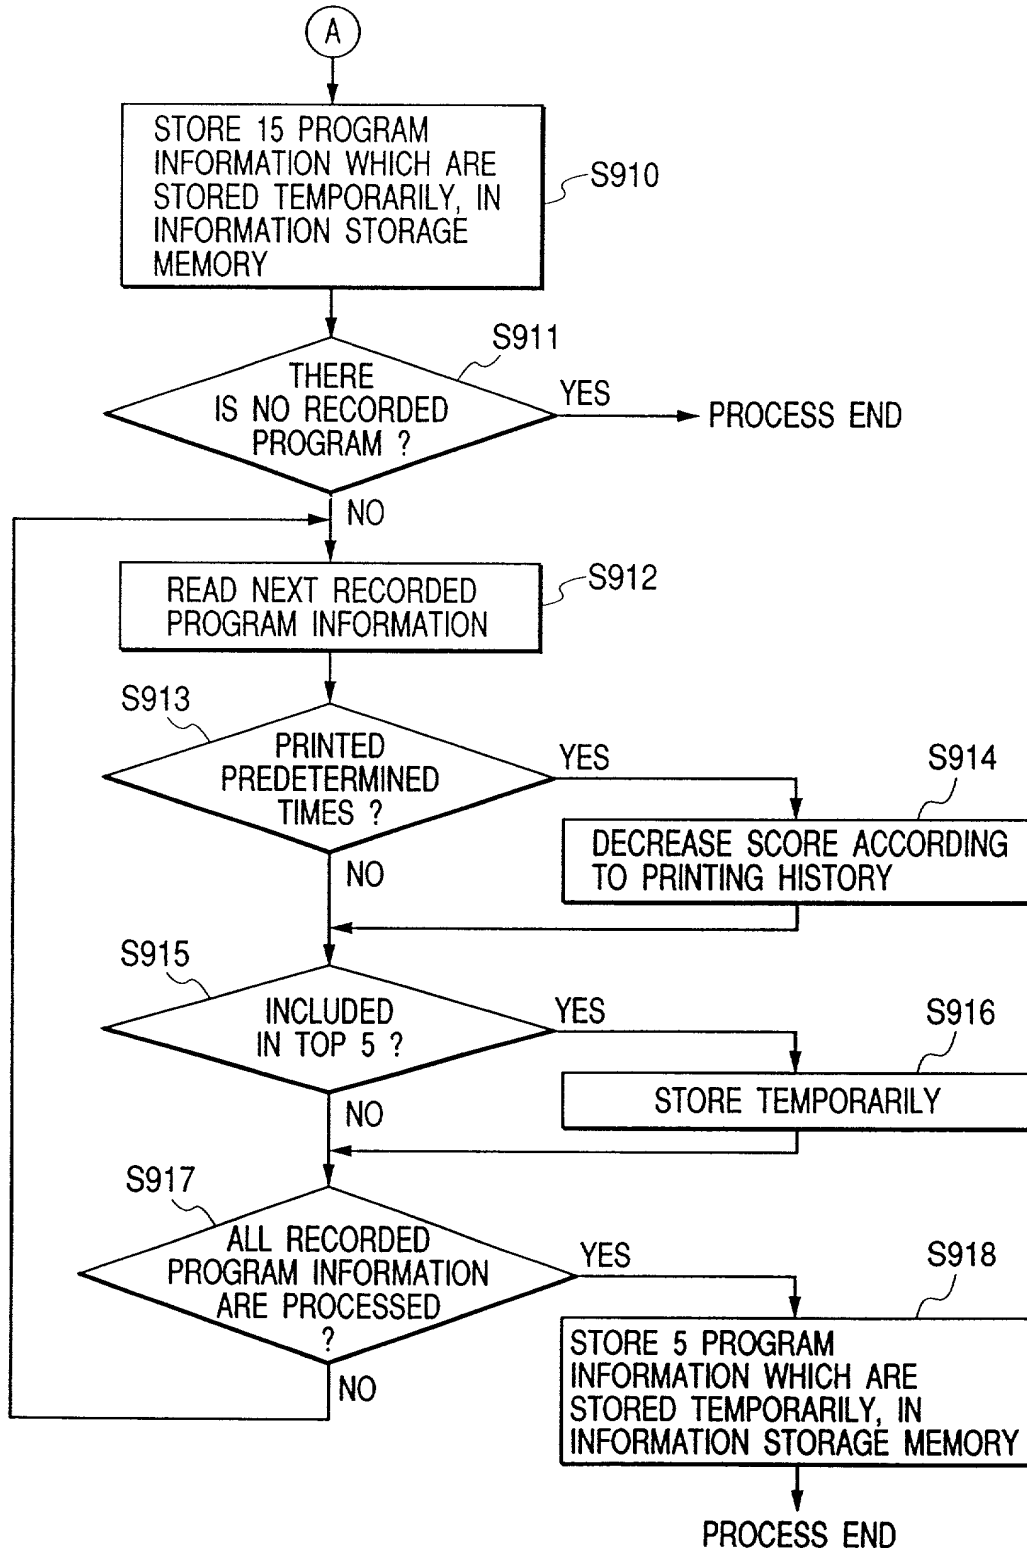 A
STORE 15 PROGRAM
INFORMATION WHICH ARE
STORED TEMPORARILY, IN
INFORMATION STORAGE
MEMORY
S910
S911
THERE
IS NO RECORDED
PROGRAM ?
YES
PROCESS END
NO
S912
READ NEXT RECORDED
PROGRAM INFORMATION
S913
PRINTED
PREDETERMINED
TIMES ?
YES
S914
DECREASE SCORE ACCORDING
TO PRINTING HISTORY
NO
S915
INCLUDED
IN TOP 5 ?
YES
S916
STORE TEMPORARILY
NO
S917
ALL RECORDED
PROGRAM INFORMATION
ARE PROCESSED
?
YES
S918
STORE 5 PROGRAM
INFORMATION WHICH ARE
STORED TEMPORARILY, IN
INFORMATION STORAGE MEMORY
NO
PROCESS END